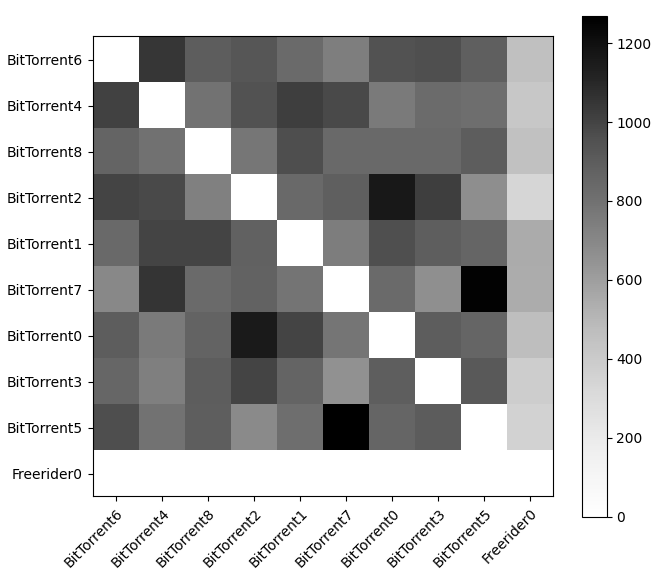 BitTorrent6
BitTorrent4
BitTorrent8
BitTorrent2
BitTorrent1
BitTorrent7
BitTorrent0
BitTorrent3
BitTorrent5
Freerider0
BitTorrent6
BitTorrent4
BitTorrent8
BitTorrent2
BitTorrent1
BitTorrent7
BitTorrent0
BitTorrent3
BitTorrent5
Freerider0
1200
1000
800
600
400
200
0